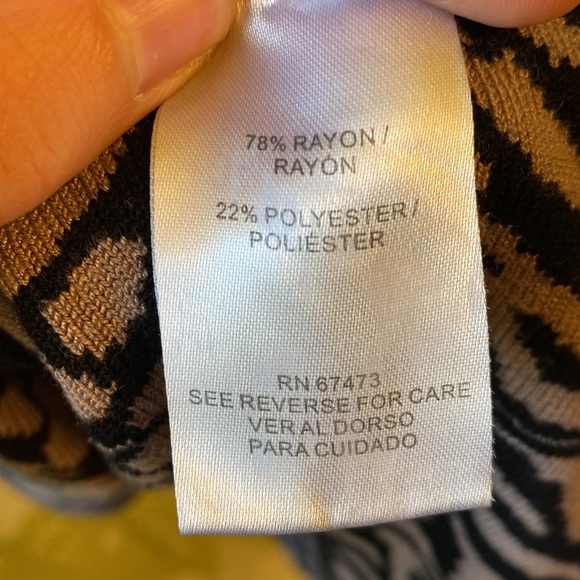 78% RAYON /
RAYÓN
22% POLYESTER /
POLIÉSTER
RN 67473
SEE REVERSE FOR CARE
VER AL DORSO
PARA CUIDADO